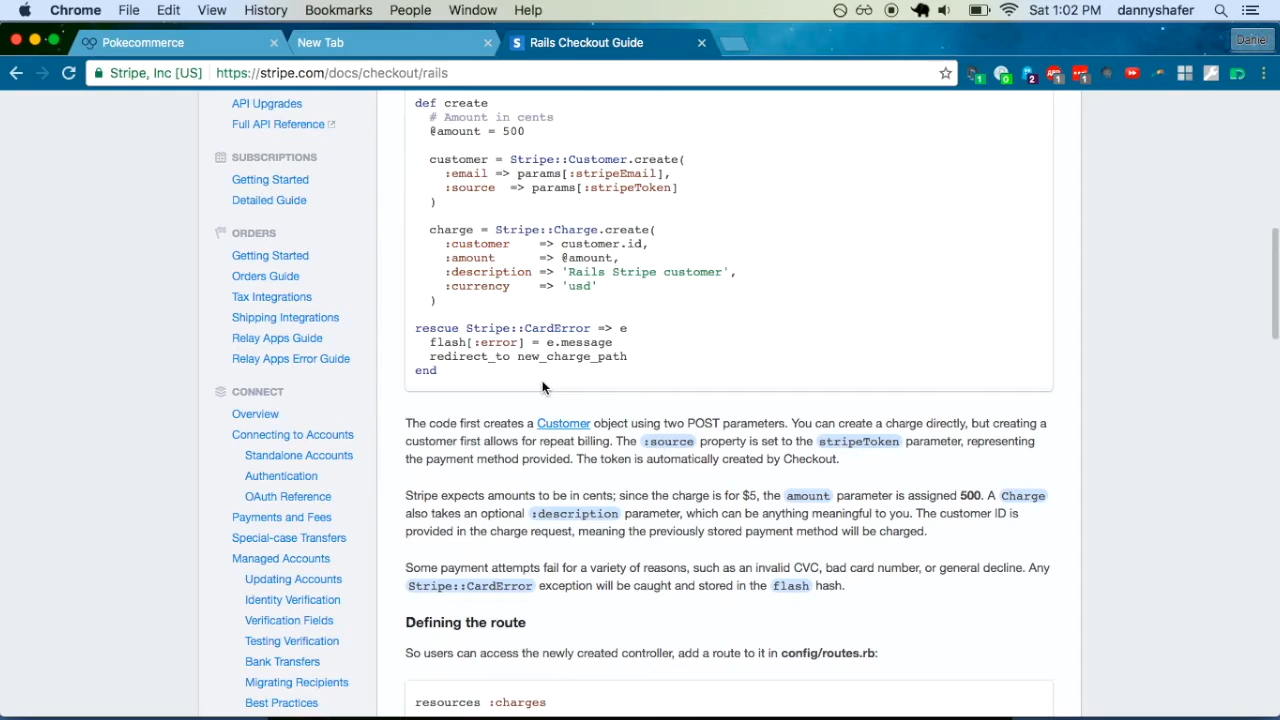 Chrome File Edit View History Bookmarks People Window Help Sat 1:02 PM dannyshafer
Pokecommerce New Tab Rails Checkout Guide Daniel
Stripe, Inc [US] https://stripe.com/docs/checkout/rails
API Upgrades
Full API Reference
SUBSCRIPTIONS
Getting Started
Detailed Guide
ORDERS
Getting Started
Orders Guide
Tax Integrations
Shipping Integrations
Relay Apps Guide
Relay Apps Error Guide
CONNECT
Overview
Connecting to Accounts
Standalone Accounts
Authentication
OAuth Reference
Payments and Fees
Special-case Transfers
Managed Accounts
Updating Accounts
Identity Verification
Verification Fields
Testing Verification
Bank Transfers
Migrating Recipients
Best Practices
def create
# Amount in cents
@amount = 500
customer = Stripe::Customer.create(
:email => params[:stripeEmail],
:source => params[:stripeToken]
)
charge = Stripe::Charge.create(
:customer => customer.id,
:amount => @amount,
:description => 'Rails Stripe customer',
:currency => 'usd'
)
rescue Stripe::CardError => e
flash[:error] = e.message
redirect_to new_charge_path
end
The code first creates a Customer object using two POST parameters. You can create a charge directly, but creating a
customer first allows for repeat billing. The :source property is set to the stripeToken parameter, representing
the payment method provided. The token is automatically created by Checkout.
Stripe expects amounts to be in cents; since the charge is for $5, the amount parameter is assigned 500. A Charge
also takes an optional :description parameter, which can be anything meaningful to you. The customer ID is
provided in the charge request, meaning the previously stored payment method will be charged.
Some payment attempts fail for a variety of reasons, such as an invalid CVC, bad card number, or general decline. Any
Stripe::CardError exception will be caught and stored in the flash hash.
Defining the route
So users can access the newly created controller, add a route to it in config/routes.rb:
resources :charges